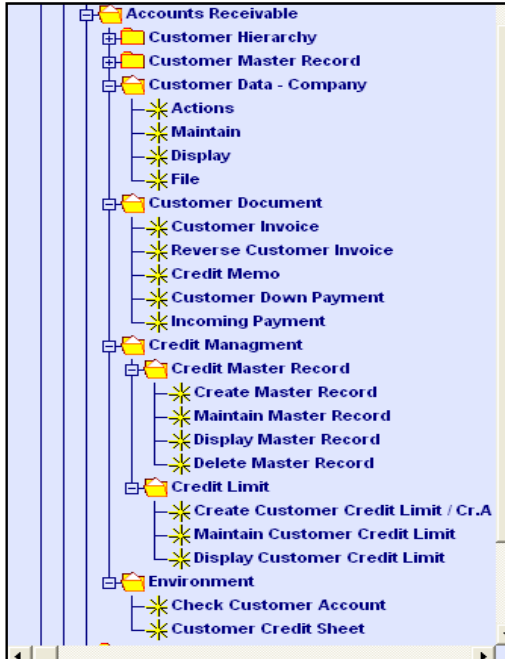 Accounts Receivable
Customer Hierarchy
Customer Master Record
Customer Data - Company
Actions
Maintain
Display
File
Customer Document
Customer Invoice
Reverse Customer Invoice
Credit Memo
Customer Down Payment
Incoming Payment
Credit Managment
Credit Master Record
Create Master Record
Maintain Master Record
Display Master Record
Delete Master Record
Credit Limit
Create Customer Credit Limit / Cr.A
Maintain Customer Credit Limit
Display Customer Credit Limit
Environment
Check Customer Account
Customer Credit Sheet